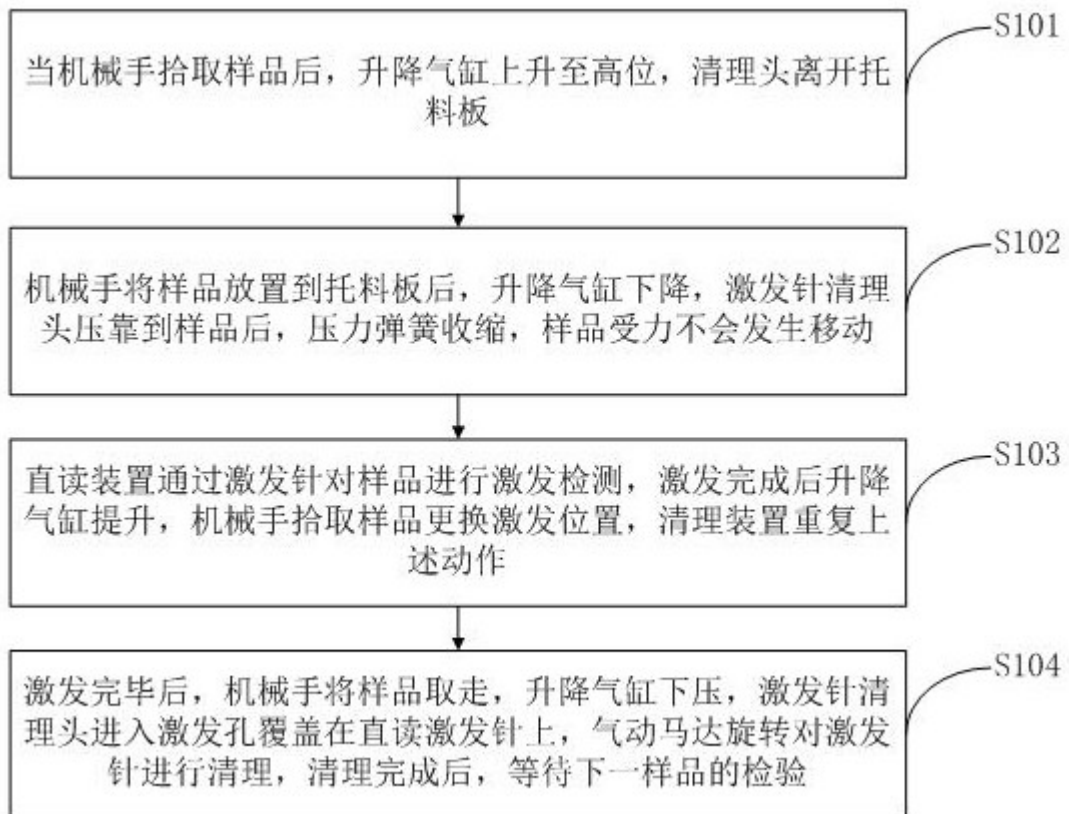 S101
当机械手拾取样品后，升降气缸上升至高位，清理头离开托
料板
S102
机械手将样品放置到托料板后，升降气缸下降，激发针清理
头压靠到样品后，压力弹簧收缩，样品受力不会发生移动
S103
直读装置通过激发针对样品进行激发检测，激发完成后升降
气缸提升，机械手拾取样品更换激发位置，清理装置重复上
述动作
S104
激发完毕后，机械手将样品取走，升降气缸下压，激发针清
理头进入激发孔覆盖在直读激发针上，气动马达旋转对激发
针进行清理，清理完成后，等待下一样品的检验